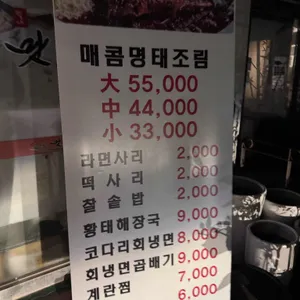 맛
매콤명태조림
大 55,000
中 44,000
小 33,000
라면사리 2,000
떡 사 리 2,000
찰 솥 밥 2,000
황태해장국 9,000
코다리회냉면 8,000
회냉면곱배기 9,000
계란찜 7,000
6,000